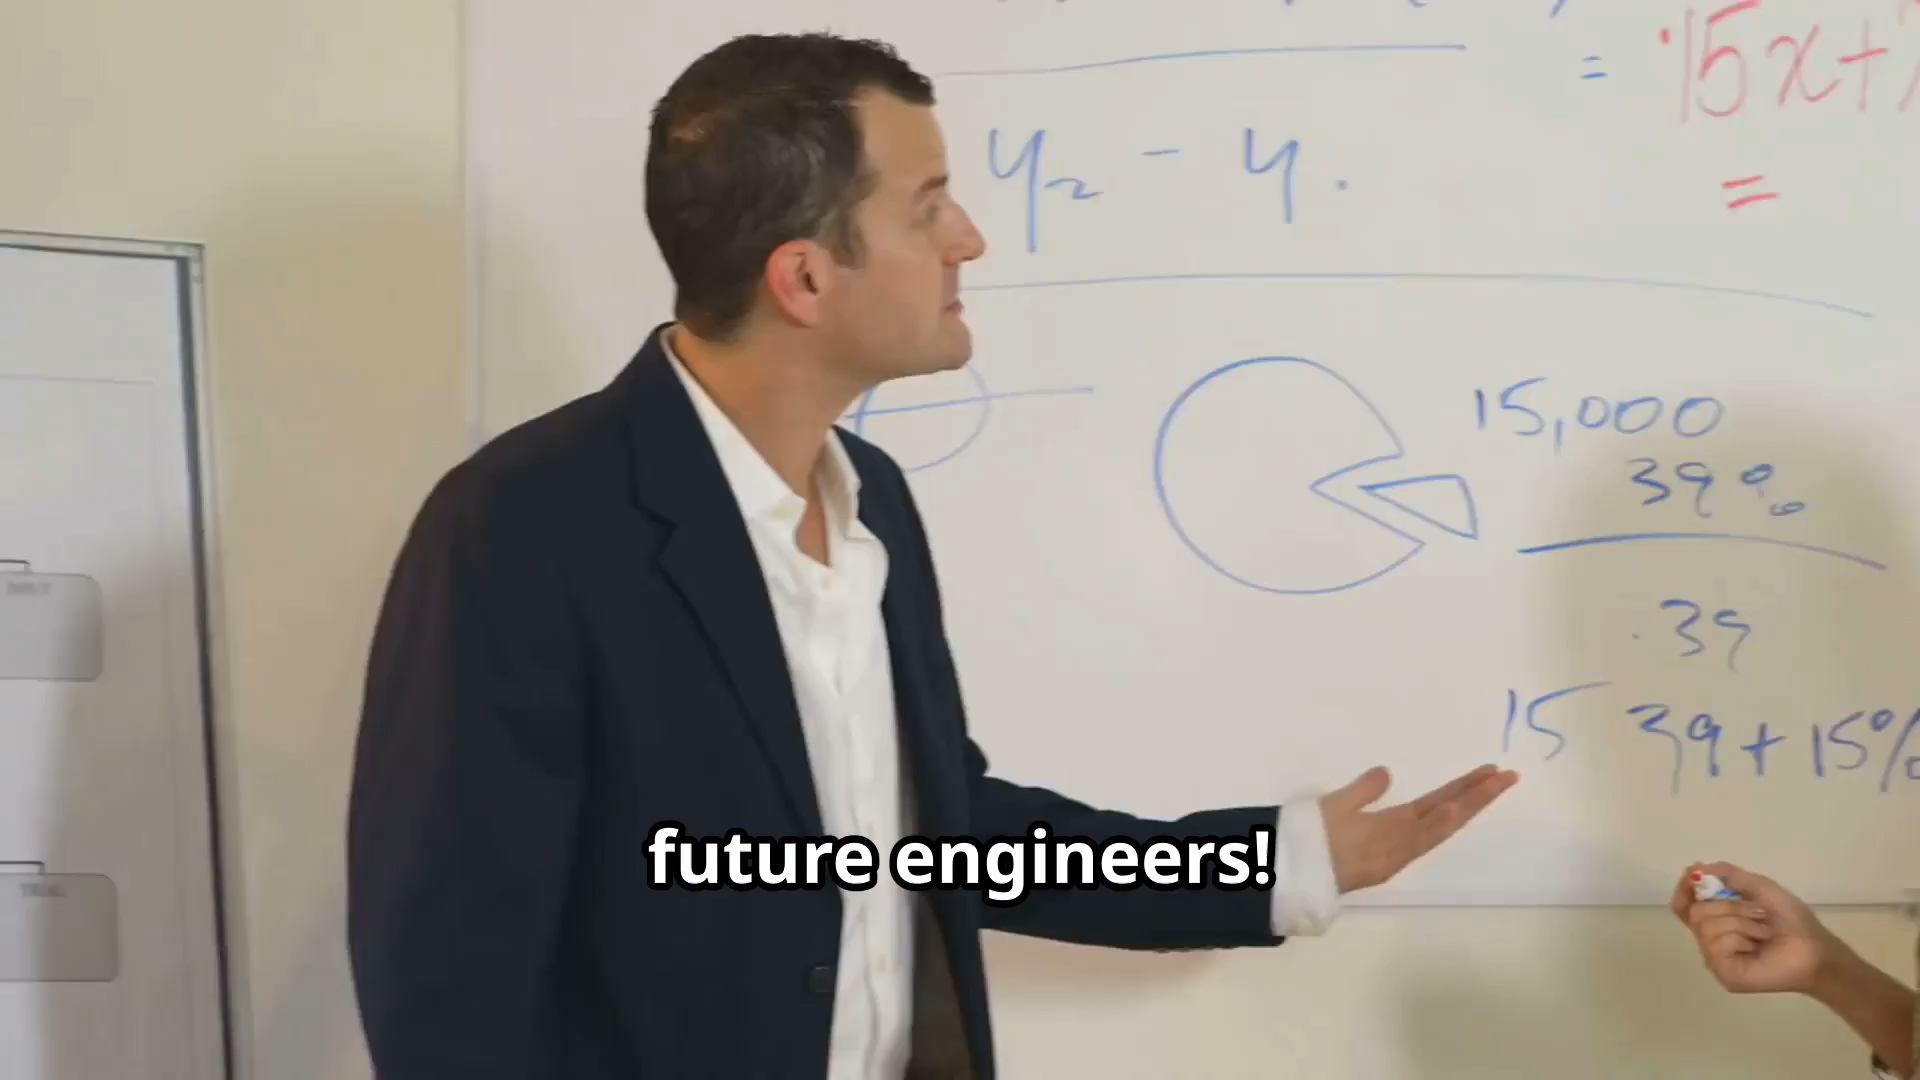 = 15x+
y2 - y.
=
15,000
39%
.39
15 39+15%
future engineers!